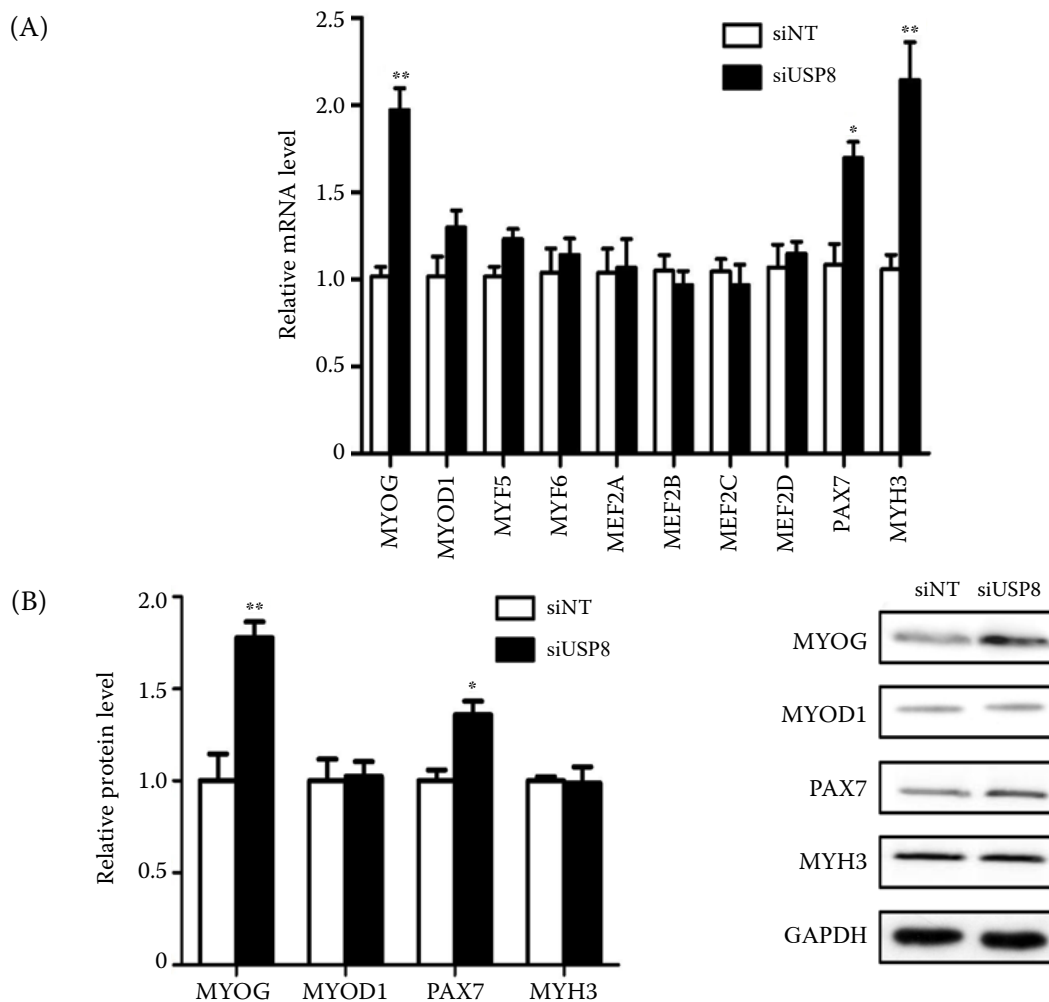 (A)
2.5
2.0
1.5
1.0
0.5
0
Relative mRNA level
siNT
siUSP8
**
*
**
MYOG
MYOD1
MYF5
MYF6
MEF2A
MEF2B
MEF2C
MEF2D
PAX7
MYH3
(B)
2.0
1.5
1.0
0.5
0
Relative protein level
siNT
siUSP8
**
*
MYOG
MYOD1
PAX7
MYH3
siNT siUSP8
MYOG
MYOD1
PAX7
MYH3
GAPDH